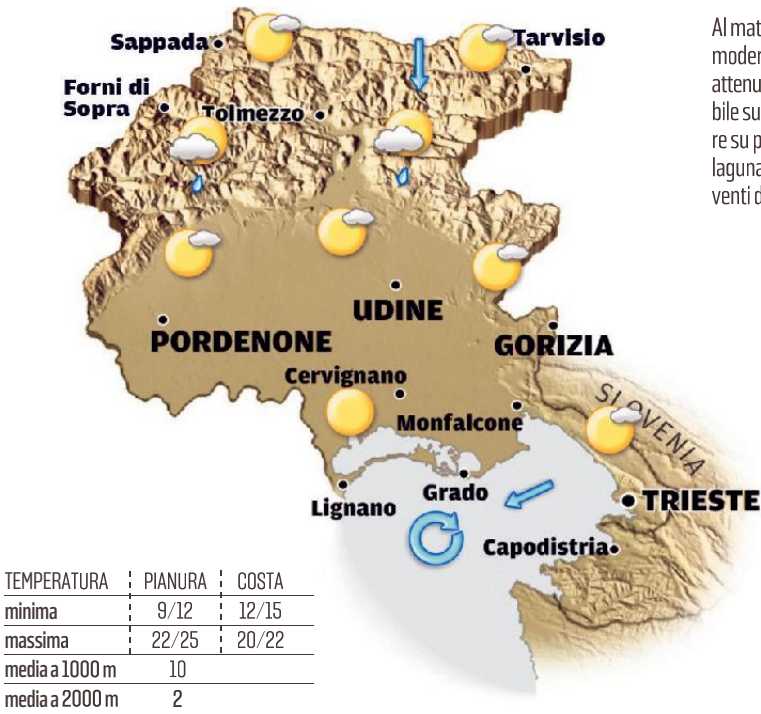 Sappada
Tarvisio
Forni di
Sopra
Tolmezzo
UDINE
PORDENONE
GORIZIA
Cervignano
Monfalcone
SLOVENIA
Lignano
Grado
TRIESTE
Capodistria
TEMPERATURA PIANURA COSTA
minima 9/12 12/15
massima 22/25 20/22
media a 1000 m 10
media a 2000 m 2
Al mat
moder
attenu
bile su
re su p
laguna
venti d